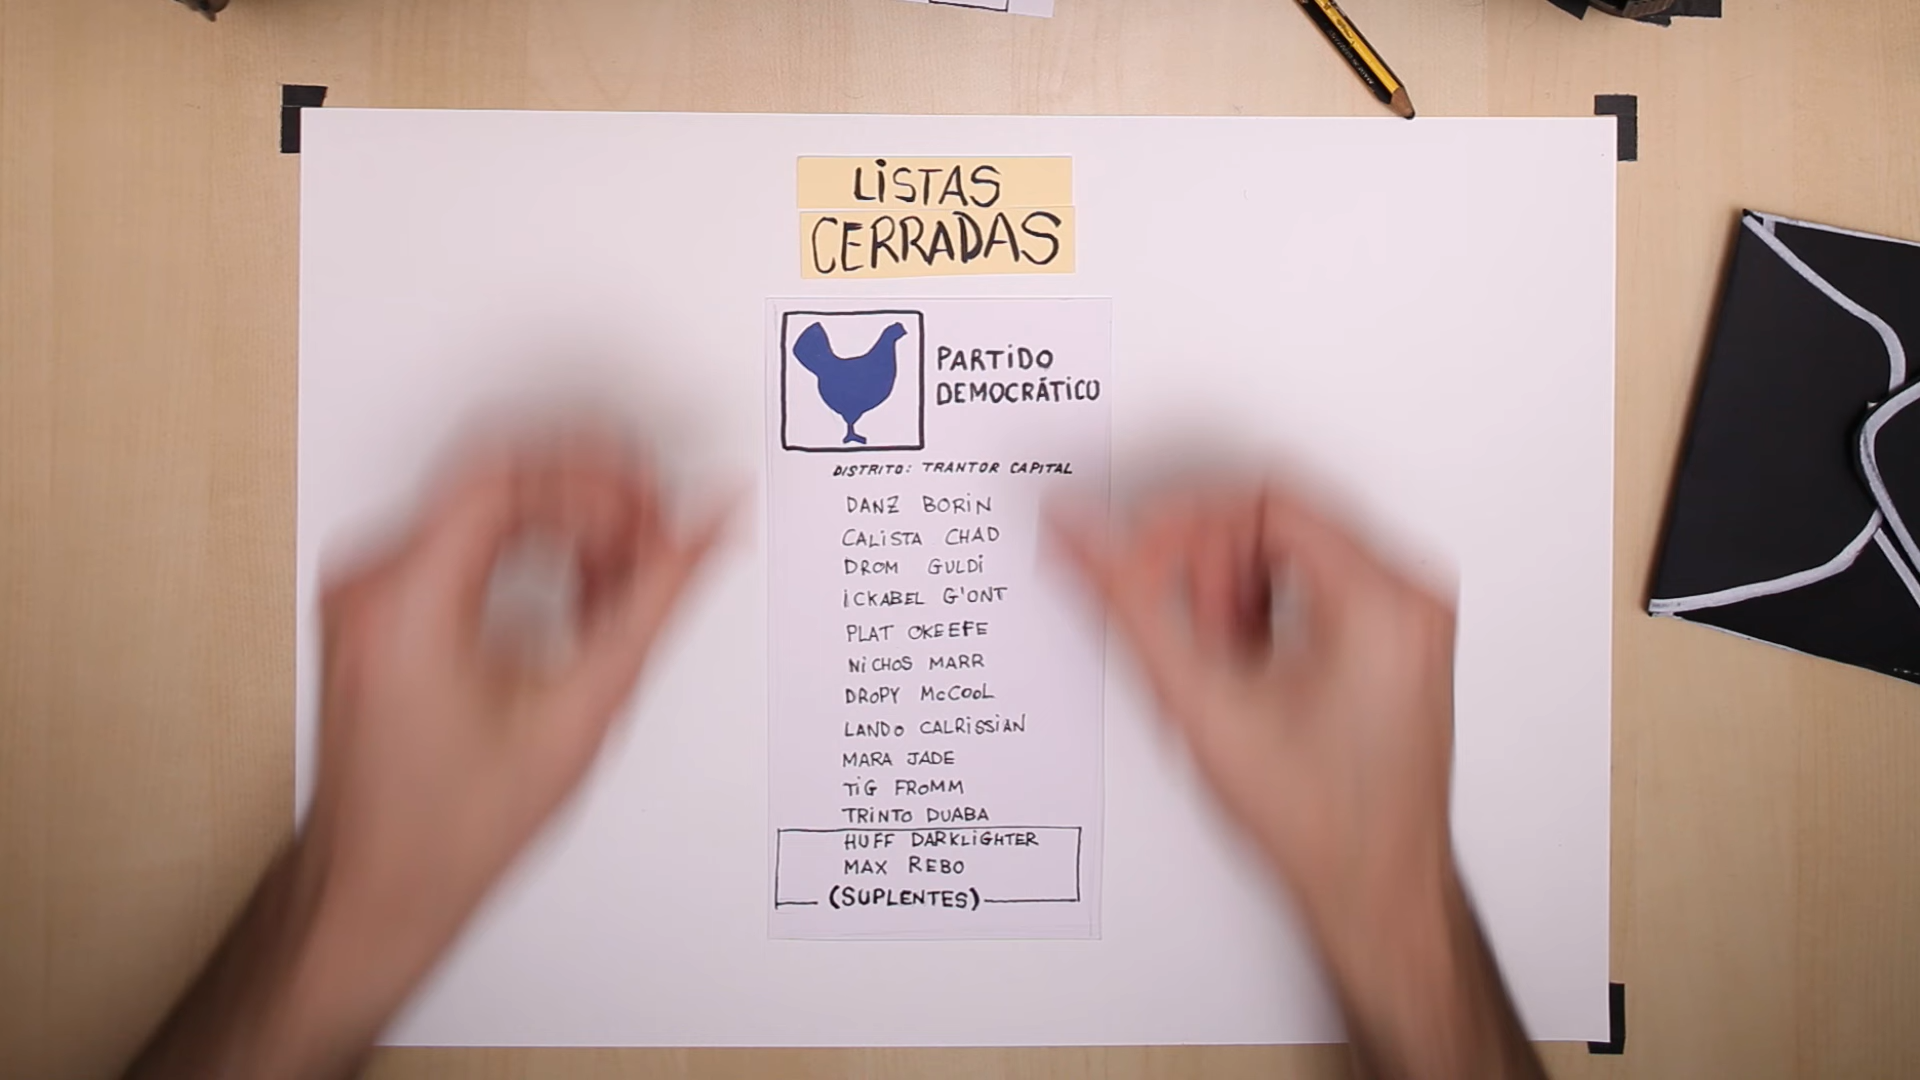 LiSTAS
CERRADAS
PARTiDO
DEMOCRÁTiCO
DISTRITO: TRANTOR CAPITAL
DANZ BORiN
CALiSTA CHAD
DROM GULDi
iCKABEL G'ONT
PLAT OKEEFE
NiCHOS MARR
DROPY McCOOL
LANDO CALRiSSiAN
MARA JADE
TiG FROMM
TRiNTO DUABA
HUFF DARKLiGHTER
MAX REBO
(SUPLENTES)